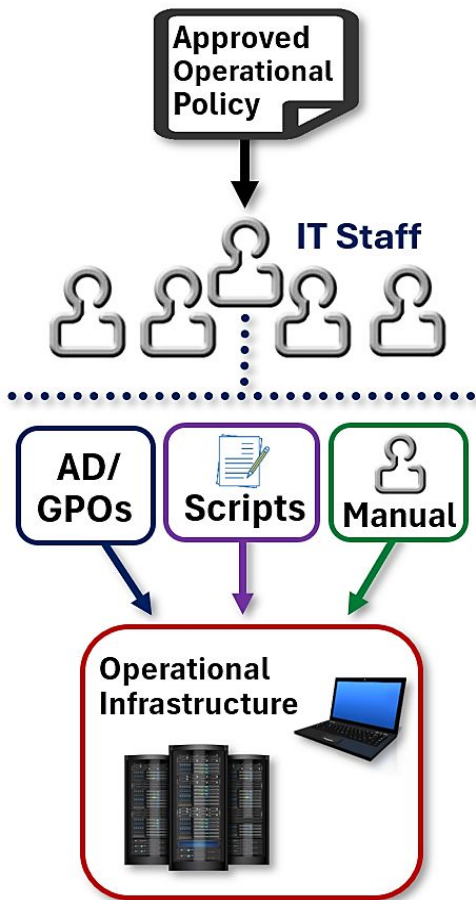 Approved
Operational
Policy
IT Staff
AD/
GPOs
Scripts
Manual
Operational
Infrastructure